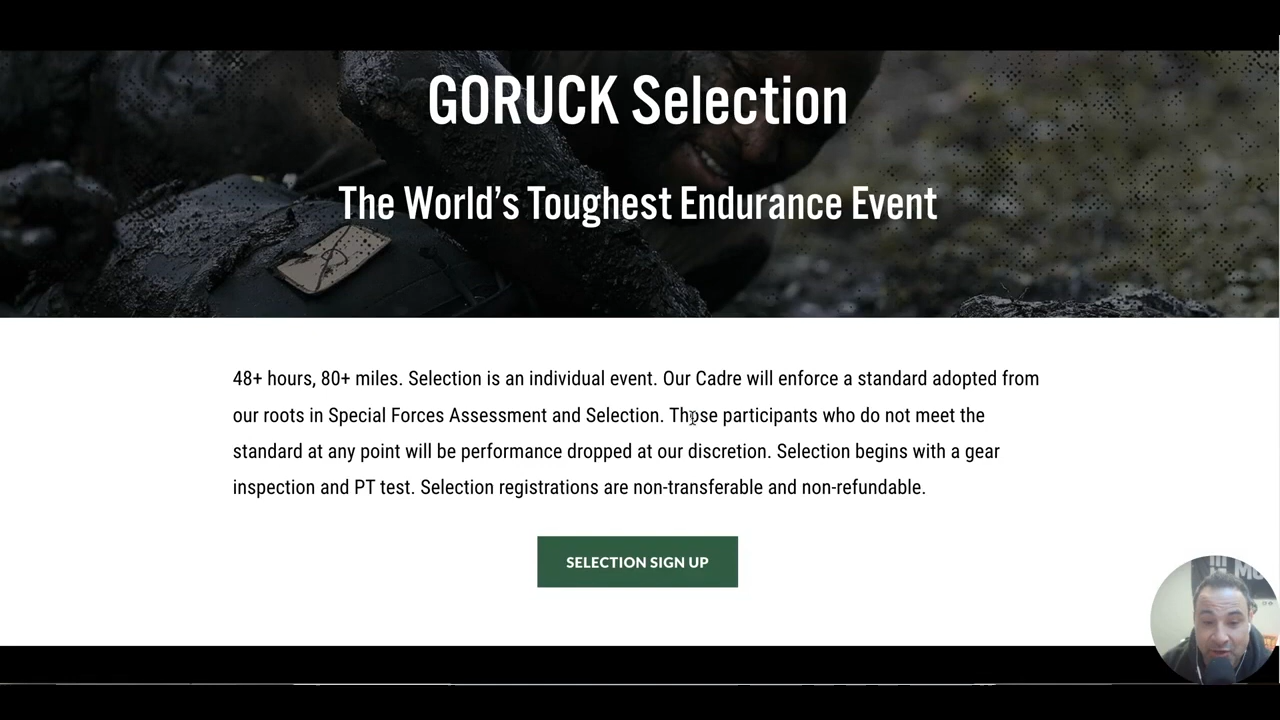 GORUCK Selection
The World’s Toughest Endurance Event
48+ hours, 80+ miles. Selection is an individual event. Our Cadre will enforce a standard adopted from
our roots in Special Forces Assessment and Selection. Those participants who do not meet the
standard at any point will be performance dropped at our discretion. Selection begins with a gear
inspection and PT test. Selection registrations are non-transferable and non-refundable.
SELECTION SIGN UP